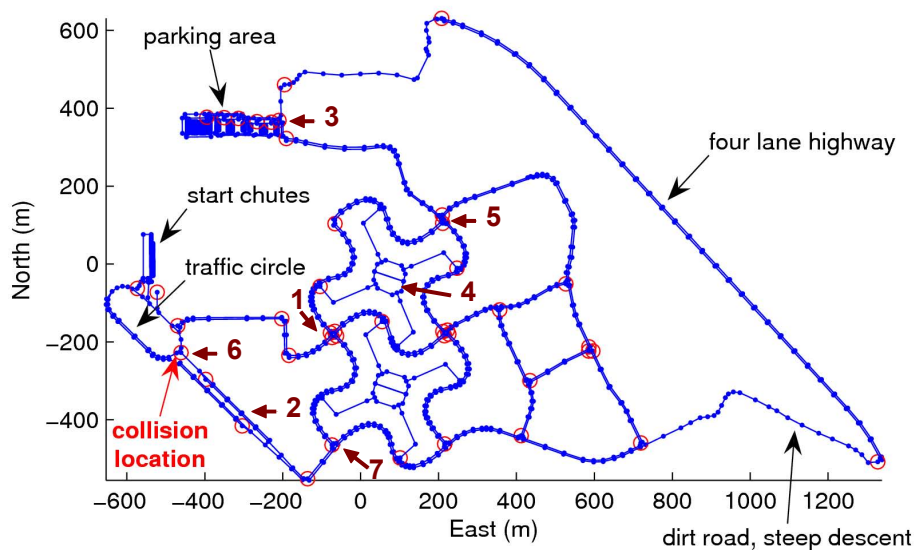 600
parking area
400
3
four lane highway
200
start chutes
5
North (m)
0
traffic circle
4
1
-200
6
2
-400
collision
location
7
-600 -400 -200 0 200 400 600 800 1000 1200
East (m)
dirt road, steep descent